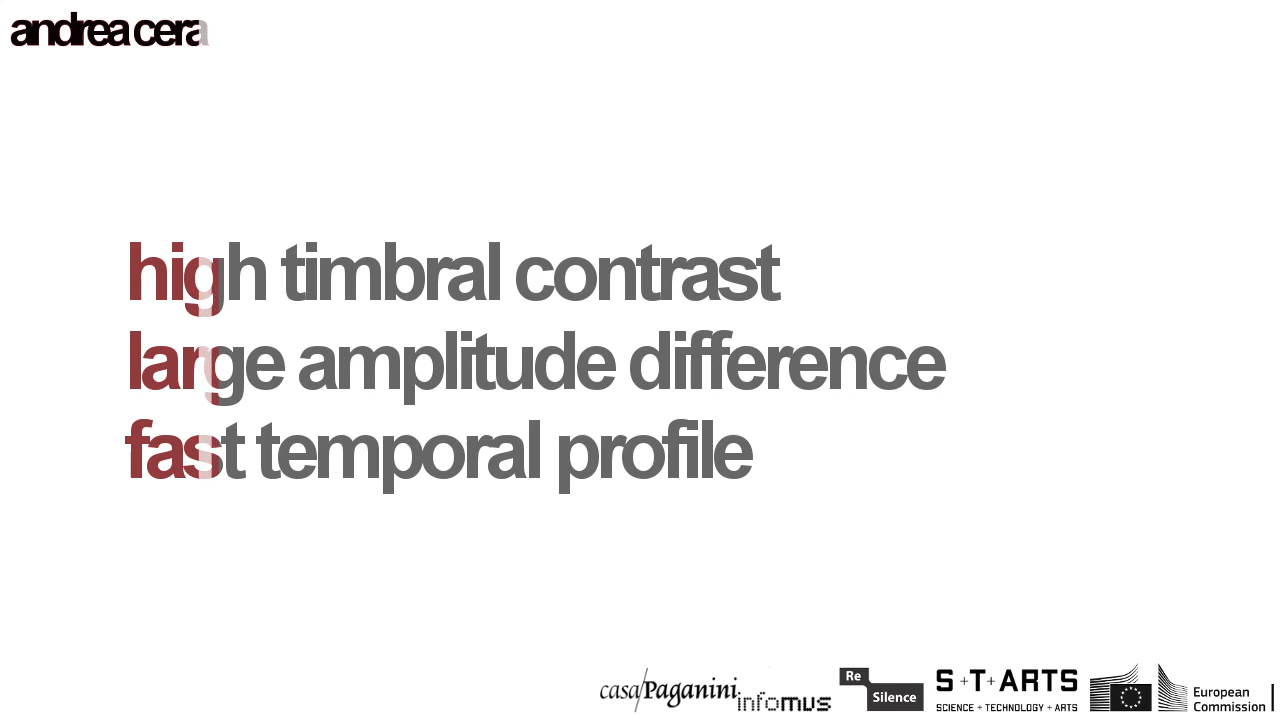 andrea cera
high timbral contrast
large amplitude difference
fast temporal profile
casa/Paganini
infomus
Re
Silence
S+T+ARTS
SCIENCE + TECHNOLOGY + ARTS
European
Commission